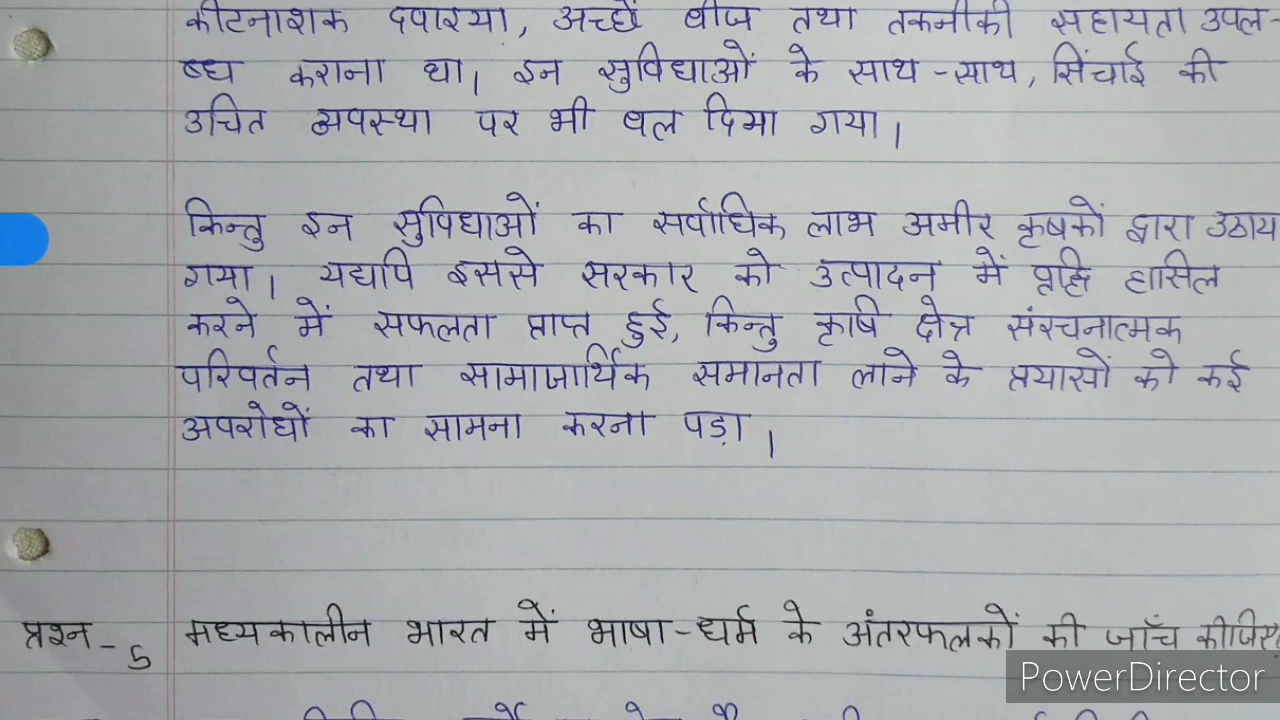 कीटनाशक दवाइयाँ, अच्छे बीज तथा तकनीकी सहायता उपल-
ब्ध कराना था। इन सुविधाओं के साथ-साथ, सिंचाई की
उचित व्यवस्था पर भी बल दिया गया।
किन्तु इन सुविधाओं का सर्वाधिक लाभ अमीर कृषकों द्वारा उठाय
गया। यद्यपि इससे सरकार को उत्पादन में वृद्धि हासिल
करने में सफलता प्राप्त हुई, किन्तु कृषि क्षेत्र संरचनात्मक
परिवर्तन तथा सामाजार्थिक समानता लाने के प्रयासों को कई
अवरोधों का सामना करना पड़ा।
प्रश्न-5 मध्यकालीन भारत में भाषा-धर्म के अंतरफलकों की जाँच कीजिए
PowerDirector